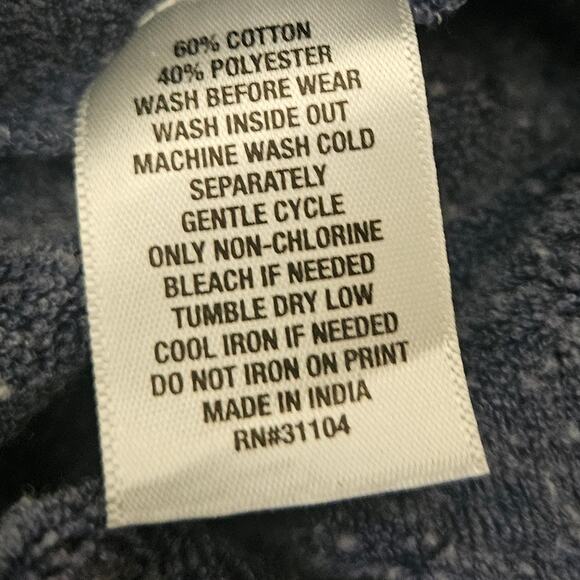 60% COTTON
40% POLYESTER
WASH BEFORE WEAR
WASH INSIDE OUT
MACHINE WASH COLD
SEPARATELY
GENTLE CYCLE
ONLY NON-CHLORINE
BLEACH IF NEEDED
TUMBLE DRY LOW
COOL IRON IF NEEDED
DO NOT IRON ON PRINT
MADE IN INDIA
RN#31104